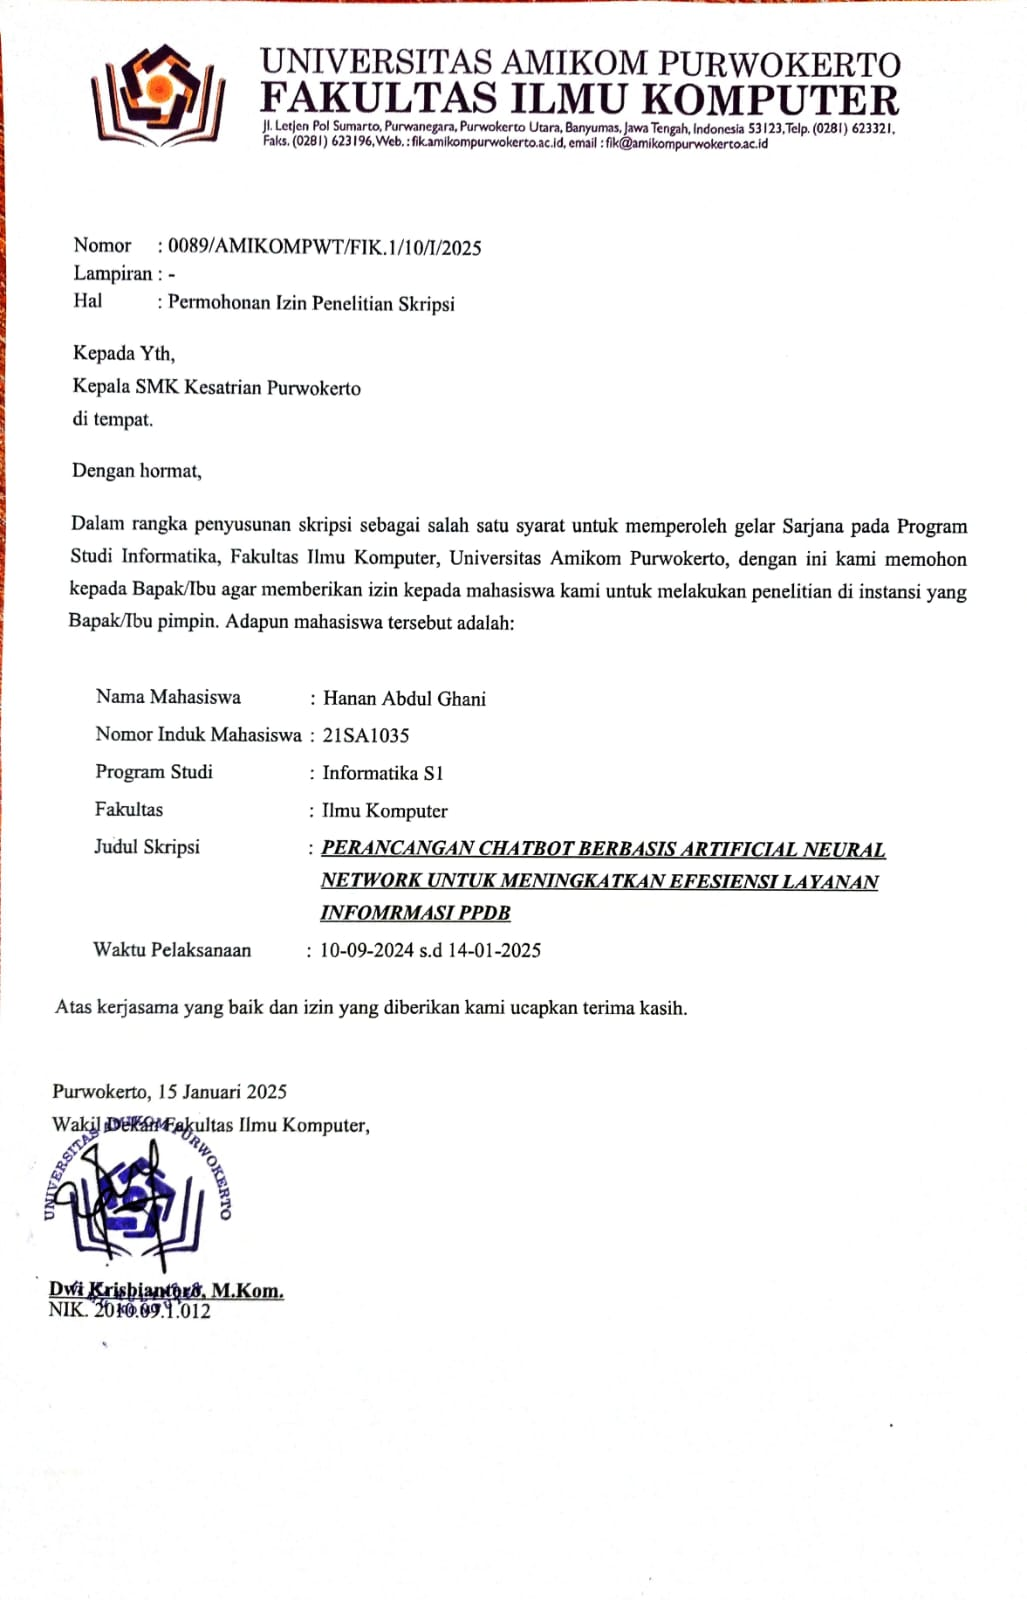 UNIVERSITAS AMIKOM PURWOKERTO
FAKULTAS ILMU KOMPUTER
Jl. Letjen Pol Sumarto, Purwanegara, Purwokerto Utara, Banyumas, Jawa Tengah, Indonesia 53123,Telp. (0281) 623321,
Faks. (0281) 623196,Web. : fik.amikompurwokerto.ac.id, email : fik@amikompurwokerto.ac.id
Nomor : 0089/AMIKOMPWT/FIK.1/10/I/2025
Lampiran : -
Hal : Permohonan Izin Penelitian Skripsi
Kepada Yth,
Kepala SMK Kesatrian Purwokerto
di tempat.
Dengan hormat,
Dalam rangka penyusunan skripsi sebagai salah satu syarat untuk memperoleh gelar Sarjana pada Program
Studi Informatika, Fakultas Ilmu Komputer, Universitas Amikom Purwokerto, dengan ini kami memohon
kepada Bapak/Ibu agar memberikan izin kepada mahasiswa kami untuk melakukan penelitian di instansi yang
Bapak/Ibu pimpin. Adapun mahasiswa tersebut adalah:
Nama Mahasiswa : Hanan Abdul Ghani
Nomor Induk Mahasiswa : 21SA1035
Program Studi : Informatika S1
Fakultas : Ilmu Komputer
Judul Skripsi : PERANCANGAN CHATBOT BERBASIS ARTIFICIAL NEURAL
NETWORK UNTUK MENINGKATKAN EFESIENSI LAYANAN
INFOMRMASI PPDB
Waktu Pelaksanaan : 10-09-2024 s.d 14-01-2025
Atas kerjasama yang baik dan izin yang diberikan kami ucapkan terima kasih.
Purwokerto, 15 Januari 2025
Wakil Dekan Fakultas Ilmu Komputer,
UNIVERSITAS AMIKOM PURWOKERTO
Dwi Krisbiantoro, M.Kom.
NIK. 2010.09.1.012